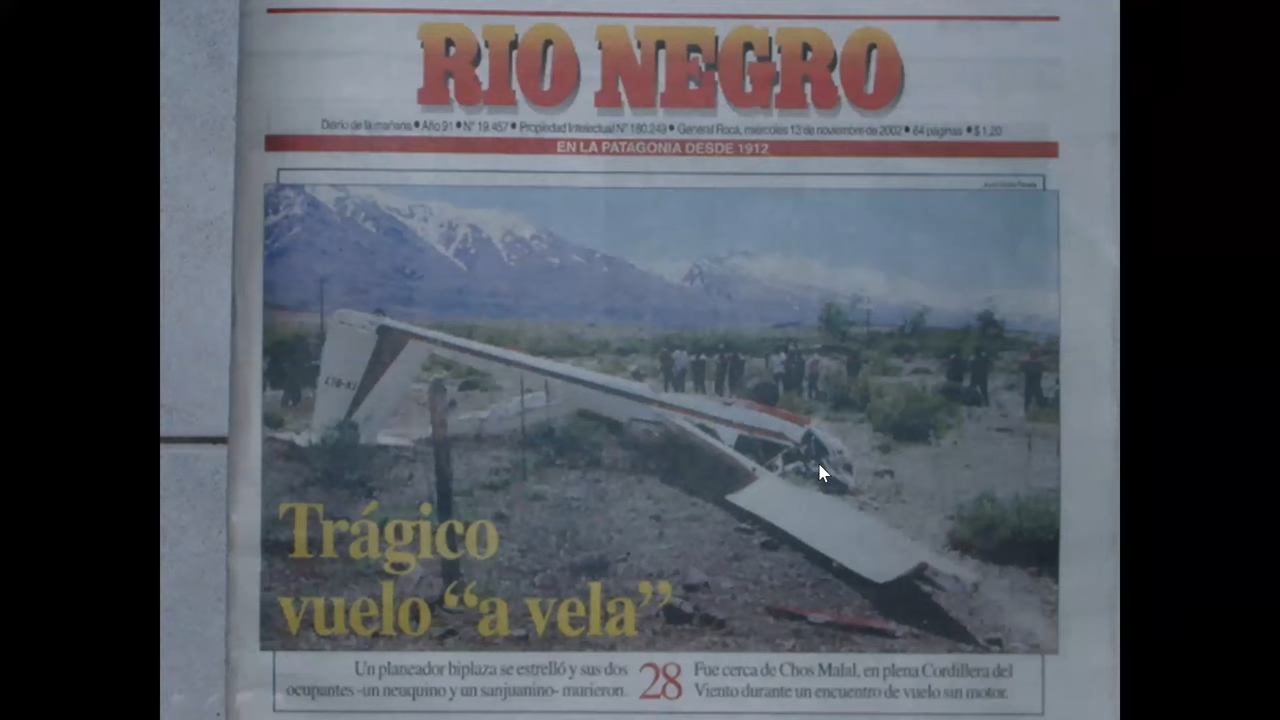 RIO NEGRO
Diario de la mañana • Año 91 • Nº 19.457 • Propiedad Intelectual Nº 180.249 • General Roca, miércoles 13 de noviembre de 2002 • 64 páginas • $ 1,20
EN LA PATAGONIA DESDE 1912
Trágico
vuelo “a vela”
Un planeador biplaza se estrelló y sus dos
ocupantes -un neuquino y un sanjuanino- murieron.
28
Fue cerca de Chos Malal, en plena Cordillera del
Viento durante un encuentro de vuelo sin motor.